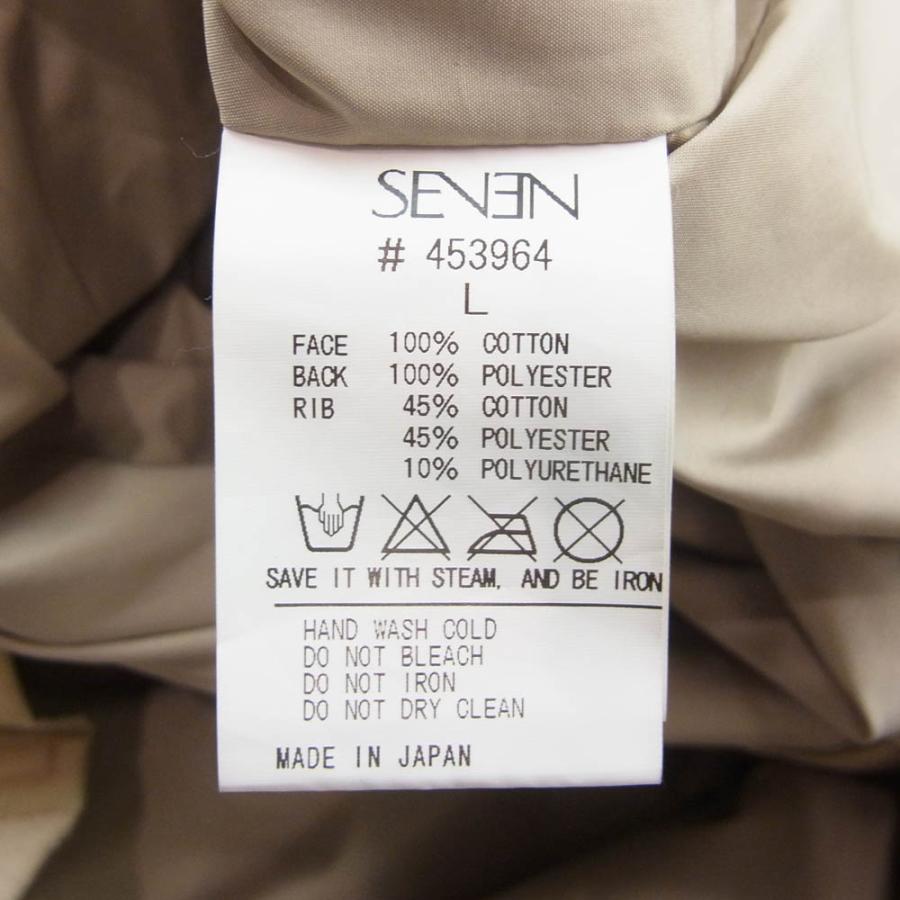 SEVEN
# 453964
L
FACE 100% COTTON
BACK 100% POLYESTER
RIB 45% COTTON
45% POLYESTER
10% POLYURETHANE
SAVE IT WITH STEAM, AND BE IRON
HAND WASH COLD
DO NOT BLEACH
DO NOT IRON
DO NOT DRY CLEAN
MADE IN JAPAN